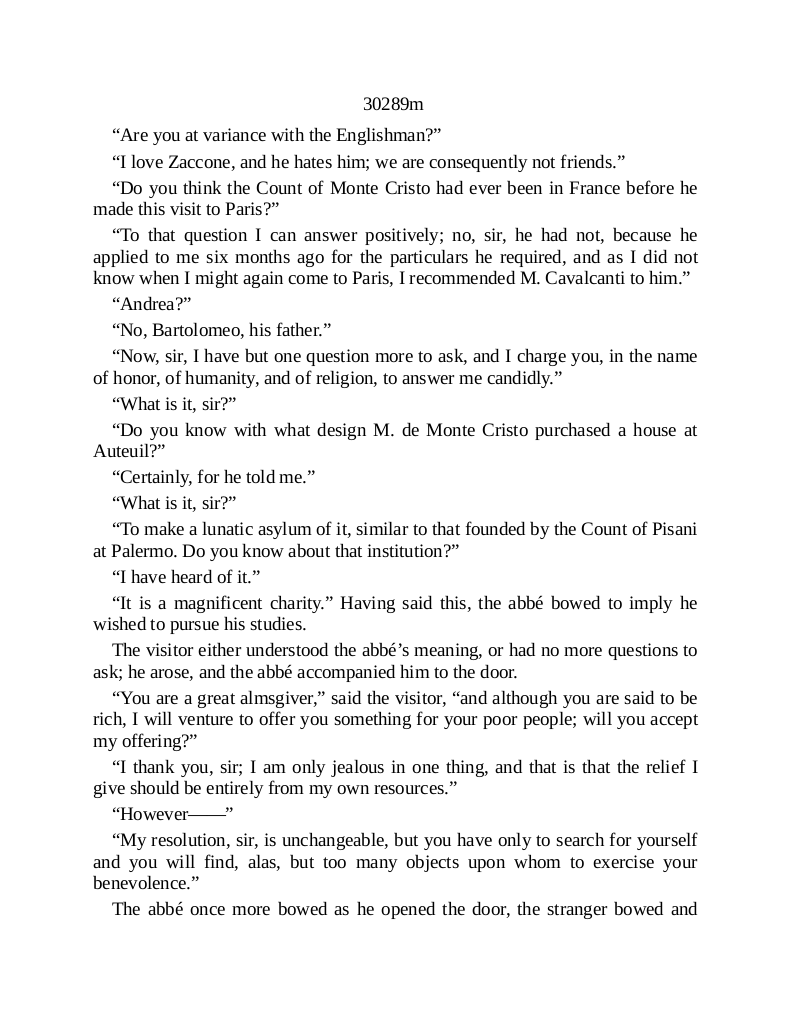 30289m
“Are you at variance with the Englishman?”
“I love Zaccone, and he hates him; we are consequently not friends.”
“Do you think the Count of Monte Cristo had ever been in France before he
made this visit to Paris?”
“To that question I can answer positively; no, sir, he had not, because he
applied to me six months ago for the particulars he required, and as I did not
know when I might again come to Paris, I recommended M. Cavalcanti to him.”
“Andrea?”
“No, Bartolomeo, his father.”
“Now, sir, I have but one question more to ask, and I charge you, in the name
of honor, of humanity, and of religion, to answer me candidly.”
“What is it, sir?”
“Do you know with what design M. de Monte Cristo purchased a house at
Auteuil?”
“Certainly, for he told me.”
“What is it, sir?”
“To make a lunatic asylum of it, similar to that founded by the Count of Pisani
at Palermo. Do you know about that institution?”
“I have heard of it.”
“It is a magnificent charity.” Having said this, the abbé bowed to imply he
wished to pursue his studies.
The visitor either understood the abbé’s meaning, or had no more questions to
ask; he arose, and the abbé accompanied him to the door.
“You are a great almsgiver,” said the visitor, “and although you are said to be
rich, I will venture to offer you something for your poor people; will you accept
my offering?”
“I thank you, sir; I am only jealous in one thing, and that is that the relief I
give should be entirely from my own resources.”
“However——”
“My resolution, sir, is unchangeable, but you have only to search for yourself
and you will find, alas, but too many objects upon whom to exercise your
benevolence.”
The abbé once more bowed as he opened the door, the stranger bowed and